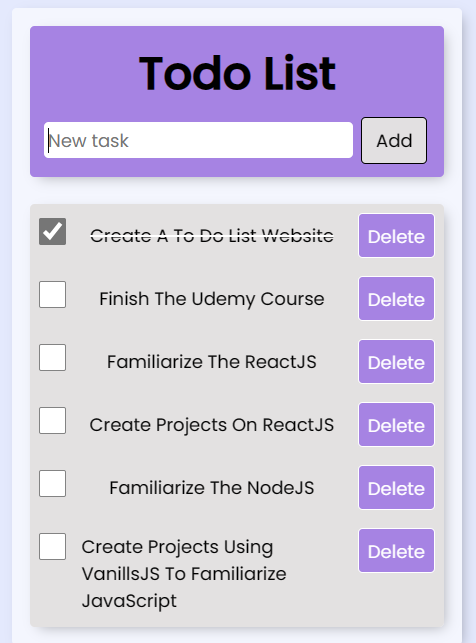 Todo List
New task
Add
Create A To Do List Website
Delete
Finish The Udemy Course
Delete
Familiarize The ReactJS
Delete
Create Projects On ReactJS
Delete
Familiarize The NodeJS
Delete
Create Projects Using
VanillsJS To Familiarize
JavaScript
Delete